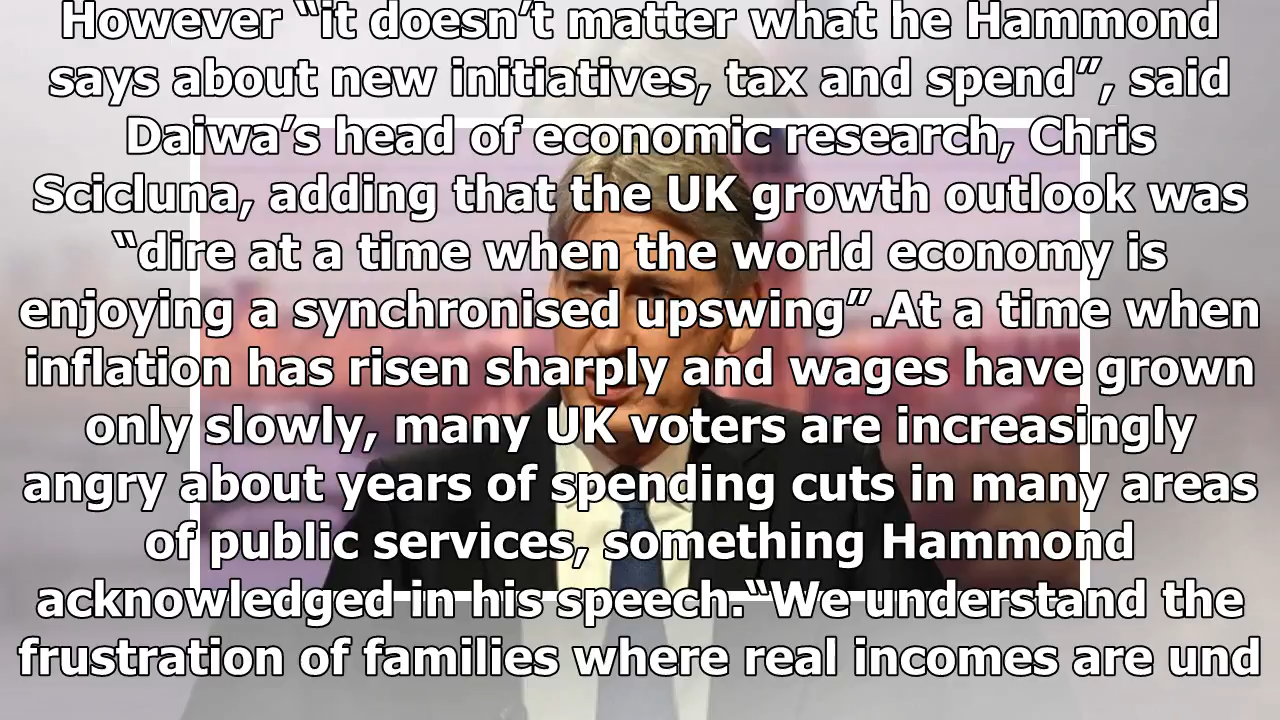 However “it doesn’t matter what he Hammond
says about new initiatives, tax and spend”, said
Daiwa’s head of economic research, Chris
Scicluna, adding that the UK growth outlook was
“dire at a time when the world economy is
enjoying a synchronised upswing”.At a time when
inflation has risen sharply and wages have grown
only slowly, many UK voters are increasingly
angry about years of spending cuts in many areas
of public services, something Hammond
acknowledged in his speech.“We understand the
frustration of families where real incomes are und